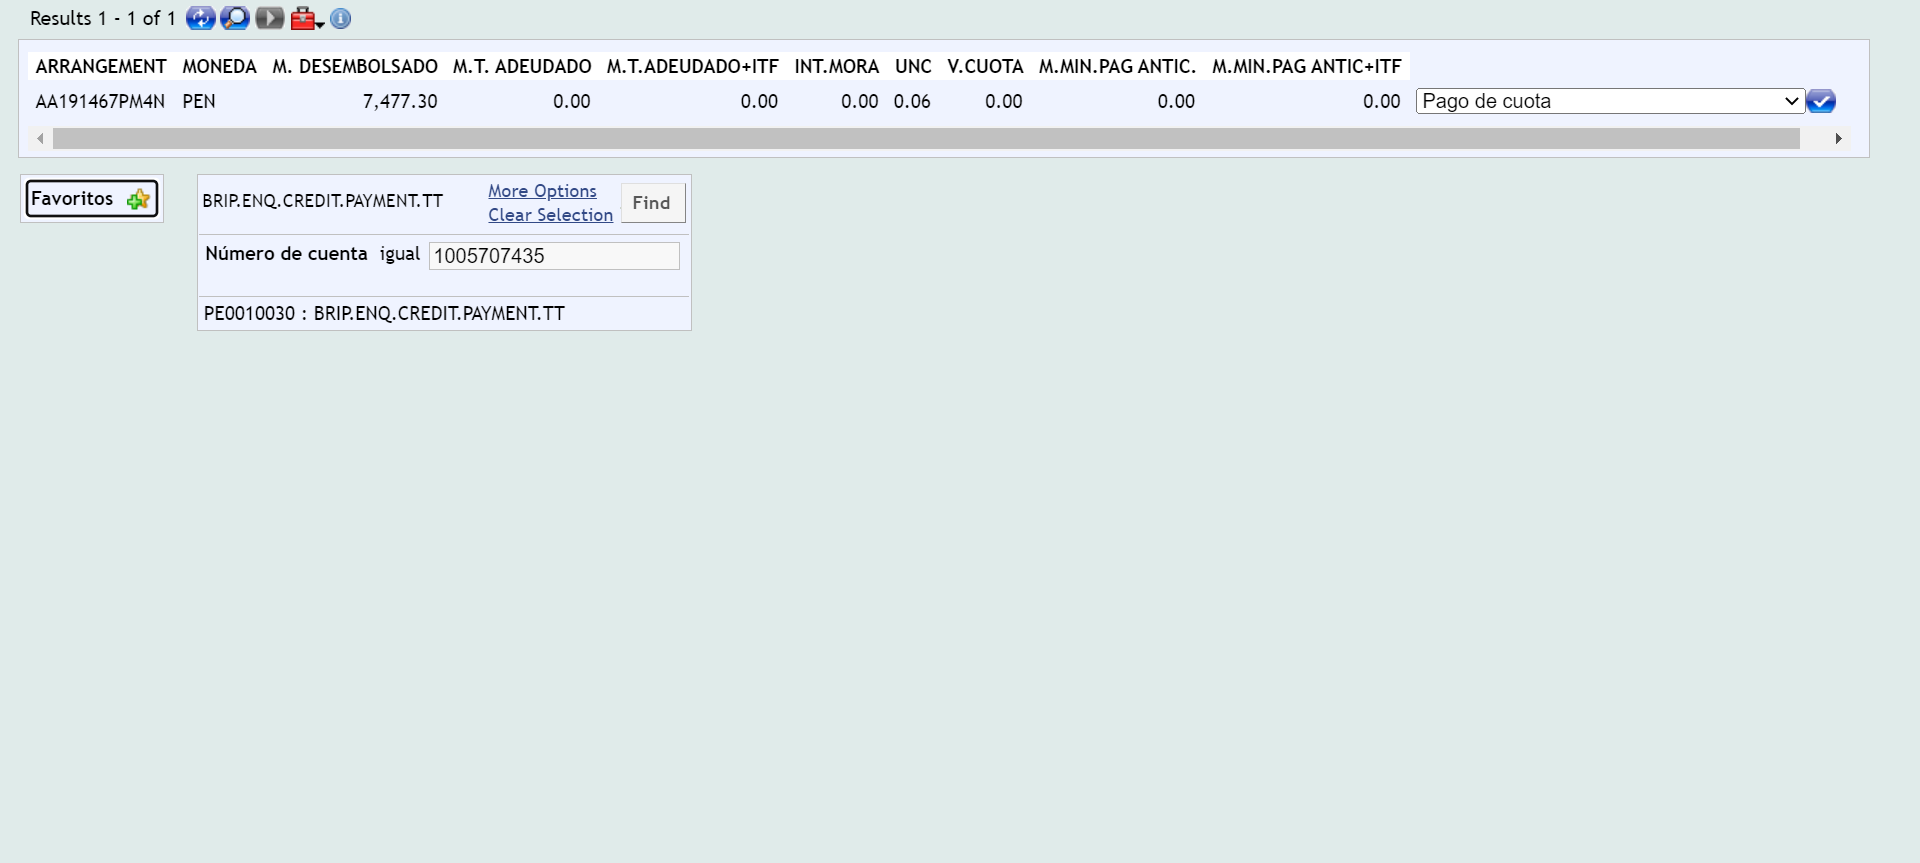 Results 1 - 1 of 1
ARRANGEMENT MONEDA M. DESEMBOLSADO M.T. ADEUDADO M.T.ADEUDADO+ITF INT.MORA UNC V.CUOTA M.MIN.PAG ANTIC. M.MIN.PAG ANTIC+ITF
AA191467PM4N PEN 7,477.30 0.00 0.00 0.00 0.06 0.00 0.00 0.00 Pago de cuota
Favoritos
BRIP.ENQ.CREDIT.PAYMENT.TT
More Options
Clear Selection
Find
Número de cuenta igual 1005707435
PE0010030 : BRIP.ENQ.CREDIT.PAYMENT.TT